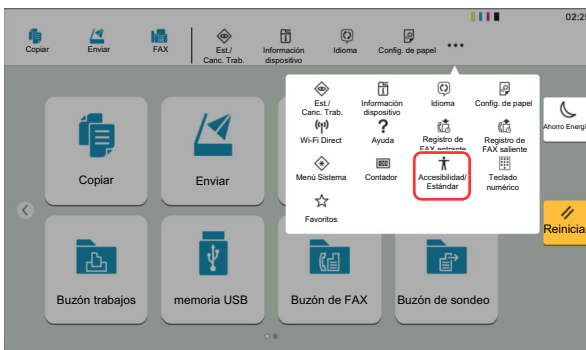 02:25
Copiar
Enviar
FAX
Est./
Canc. Trab.
Información
dispositivo
Idioma
Config. de papel
Est./
Canc. Trab.
Información
dispositivo
Idioma
Config. de papel
Wi-Fi Direct
Ayuda
Registro de
FAX entrante
Registro de
FAX saliente
Menú Sistema
Contador
Accesibilidad/
Estándar
Teclado
numérico
Favoritos
Ahorro Energí
Reinicia
Copiar
Enviar
Buzón trabajos
memoria USB
Buzón de FAX
Buzón de sondeo